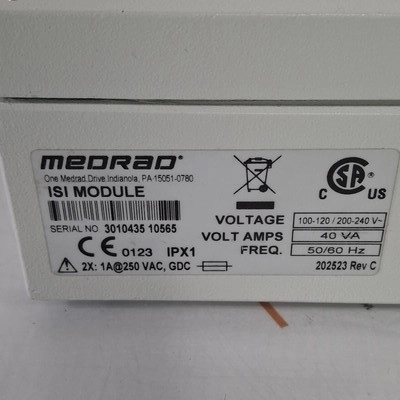 MEDRAD®
One Medrad Drive Indianola, PA 15051-0780
ISI MODULE
SERIAL NO. 3010435 10565
CE 0123 IPX1
2X: 1A@250 VAC, GDC
C SA US
VOLTAGE 100-120 / 200-240 V~
VOLT AMPS 40 VA
FREQ. 50/60 Hz
202523 Rev C